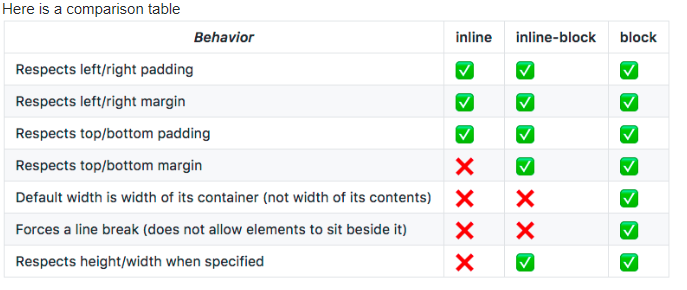 Here is a comparison table
Behavior inline inline-block block
Respects left/right padding ✅ ✅ ✅
Respects left/right margin ✅ ✅ ✅
Respects top/bottom padding ✅ ✅ ✅
Respects top/bottom margin ❌ ✅ ✅
Default width is width of its container (not width of its contents) ❌ ❌ ✅
Forces a line break (does not allow elements to sit beside it) ❌ ❌ ✅
Respects height/width when specified ❌ ✅ ✅